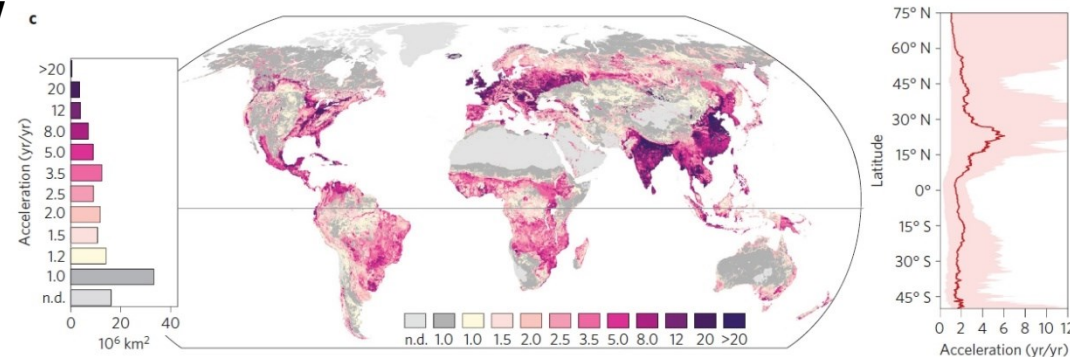 c
Acceleration (yr/yr)
>20
20
12
8.0
5.0
3.5
2.5
2.0
1.5
1.2
1.0
n.d.
0 20 40
10⁶ km²
n.d. 1.0 1.0 1.5 2.0 2.5 3.5 5.0 8.0 12 20 >20
Latitude
75° N
60° N
45° N
30° N
15° N
0°
15° S
30° S
45° S
0 2 4 6 8 10 12
Acceleration (yr/yr)